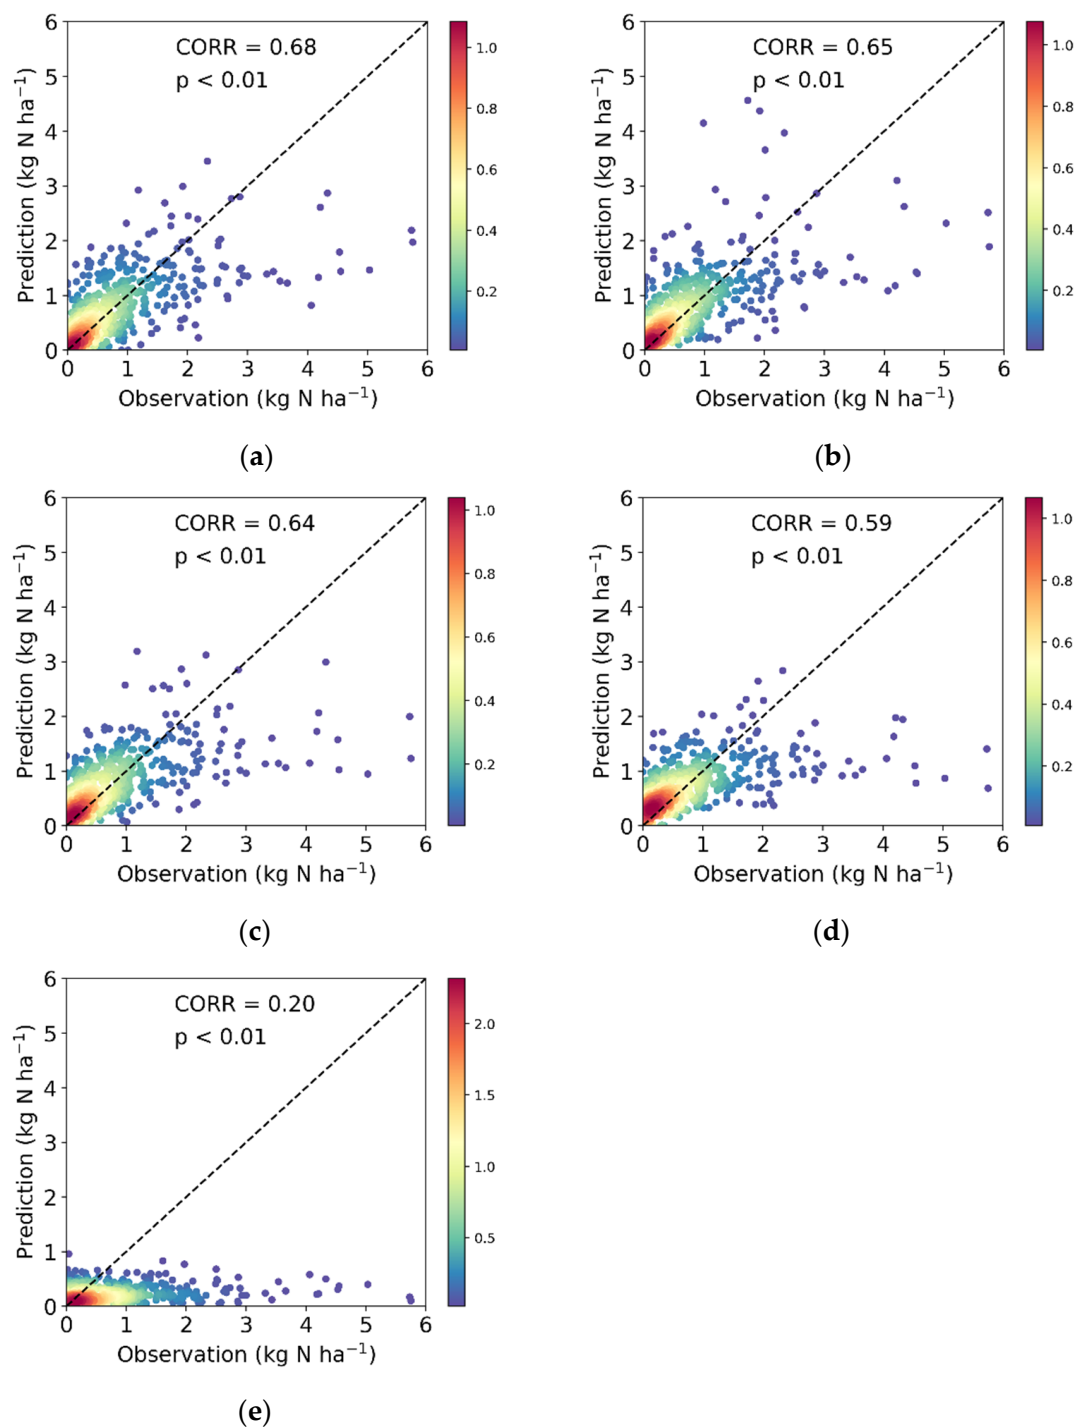 CORR = 0.68
p < 0.01
Prediction (kg N ha⁻¹)
6
5
4
3
2
1
0
0 1 2 3 4 5 6
Observation (kg N ha⁻¹)
1.0
0.8
0.6
0.4
0.2
(a)
CORR = 0.65
p < 0.01
Prediction (kg N ha⁻¹)
6
5
4
3
2
1
0
0 1 2 3 4 5 6
Observation (kg N ha⁻¹)
1.0
0.8
0.6
0.4
0.2
(b)
CORR = 0.64
p < 0.01
Prediction (kg N ha⁻¹)
6
5
4
3
2
1
0
0 1 2 3 4 5 6
Observation (kg N ha⁻¹)
1.0
0.8
0.6
0.4
0.2
(c)
CORR = 0.59
p < 0.01
Prediction (kg N ha⁻¹)
6
5
4
3
2
1
0
0 1 2 3 4 5 6
Observation (kg N ha⁻¹)
1.0
0.8
0.6
0.4
0.2
(d)
CORR = 0.20
p < 0.01
Prediction (kg N ha⁻¹)
6
5
4
3
2
1
0
0 1 2 3 4 5 6
Observation (kg N ha⁻¹)
2.0
1.5
1.0
0.5
(e)